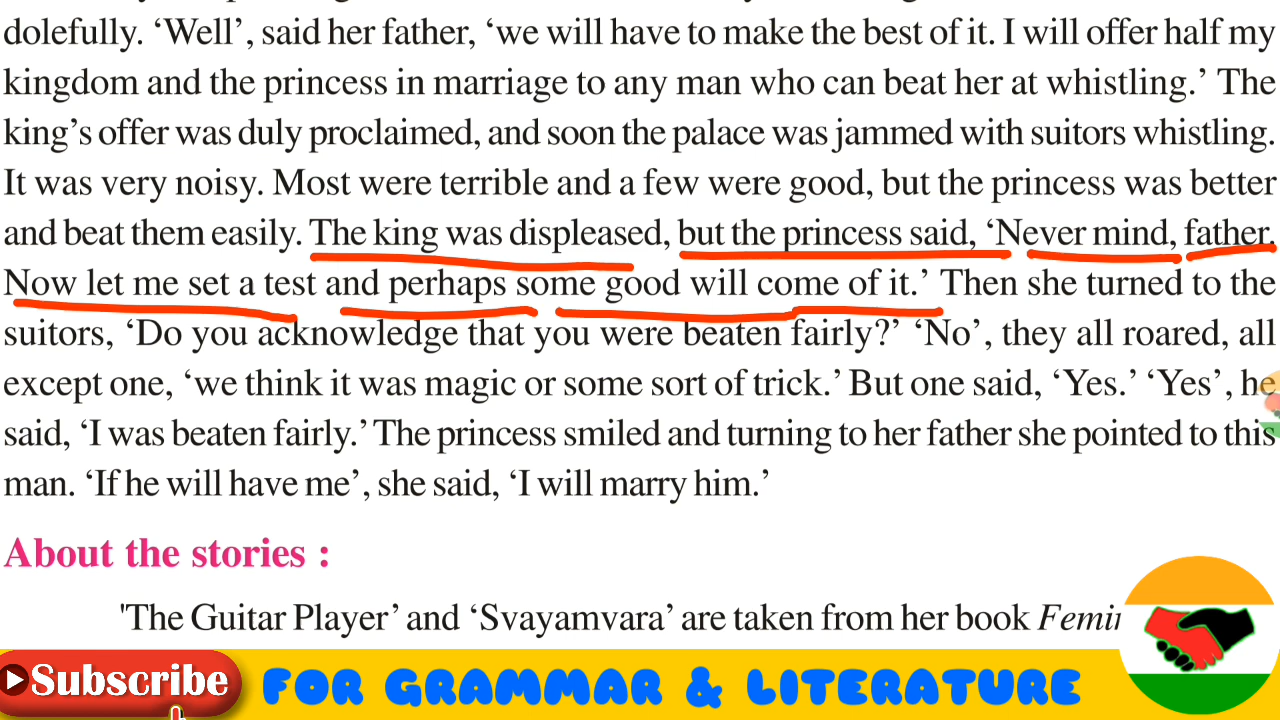 dolefully. ‘Well’, said her father, ‘we will have to make the best of it. I will offer half my
kingdom and the princess in marriage to any man who can beat her at whistling.’ The
king’s offer was duly proclaimed, and soon the palace was jammed with suitors whistling.
It was very noisy. Most were terrible and a few were good, but the princess was better
and beat them easily. The king was displeased, but the princess said, ‘Never mind, father.
Now let me set a test and perhaps some good will come of it.’ Then she turned to the
suitors, ‘Do you acknowledge that you were beaten fairly?’ ‘No’, they all roared, all
except one, ‘we think it was magic or some sort of trick.’ But one said, ‘Yes.’ ‘Yes’, he
said, ‘I was beaten fairly.’ The princess smiled and turning to her father she pointed to this
man. ‘If he will have me’, she said, ‘I will marry him.’
About the stories :
'The Guitar Player’ and ‘Svayamvara’ are taken from her book
Subscribe FOR GRAMMAR & LITERATURE